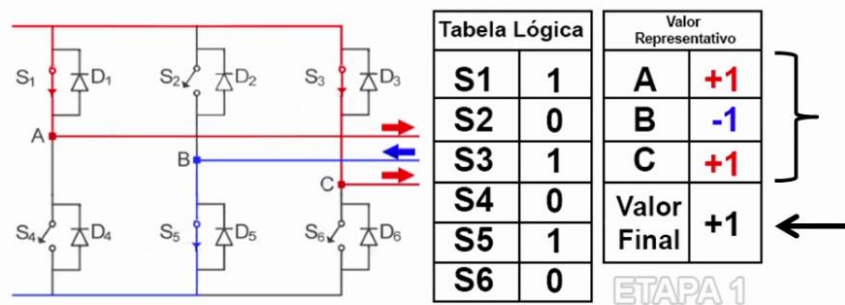 S1 D1 S2 D2 S3 D3
A
B
C
S4 D4 S5 D5 S6 D6
Tabela Lógica
S1 1
S2 0
S3 1
S4 0
S5 1
S6 0
Valor
Representativo
A +1
B -1
C +1
Valor
Final +1
ETAPA 1